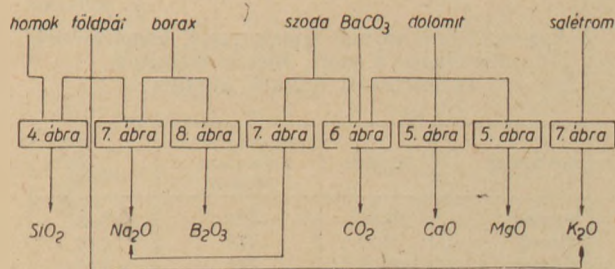 homok földpát borax szoda BaCO₃ dolomit salétrom
4. ábra 7. ábra 8. ábra 7. ábra 6 ábra 5. ábra 5. ábra 7. ábra
SiO₂ Na₂O B₂O₃ CO₂ CaO MgO K₂O